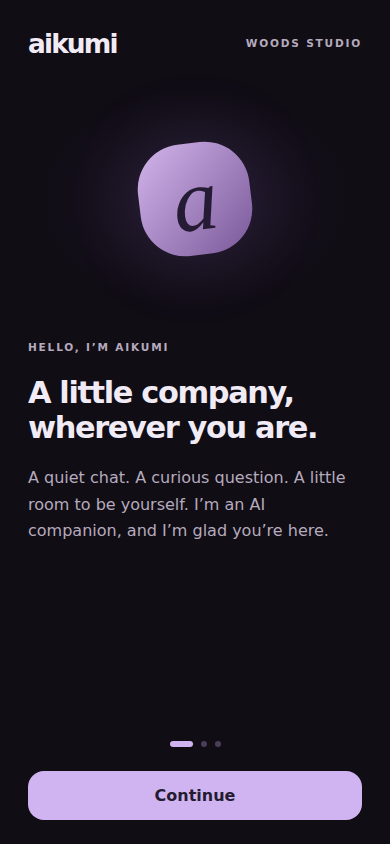 aikumi
WOODS STUDIO
a
HELLO, I’M AIKUMI
A little company,
wherever you are.
A quiet chat. A curious question. A little
room to be yourself. I’m an AI
companion, and I’m glad you’re here.
Continue